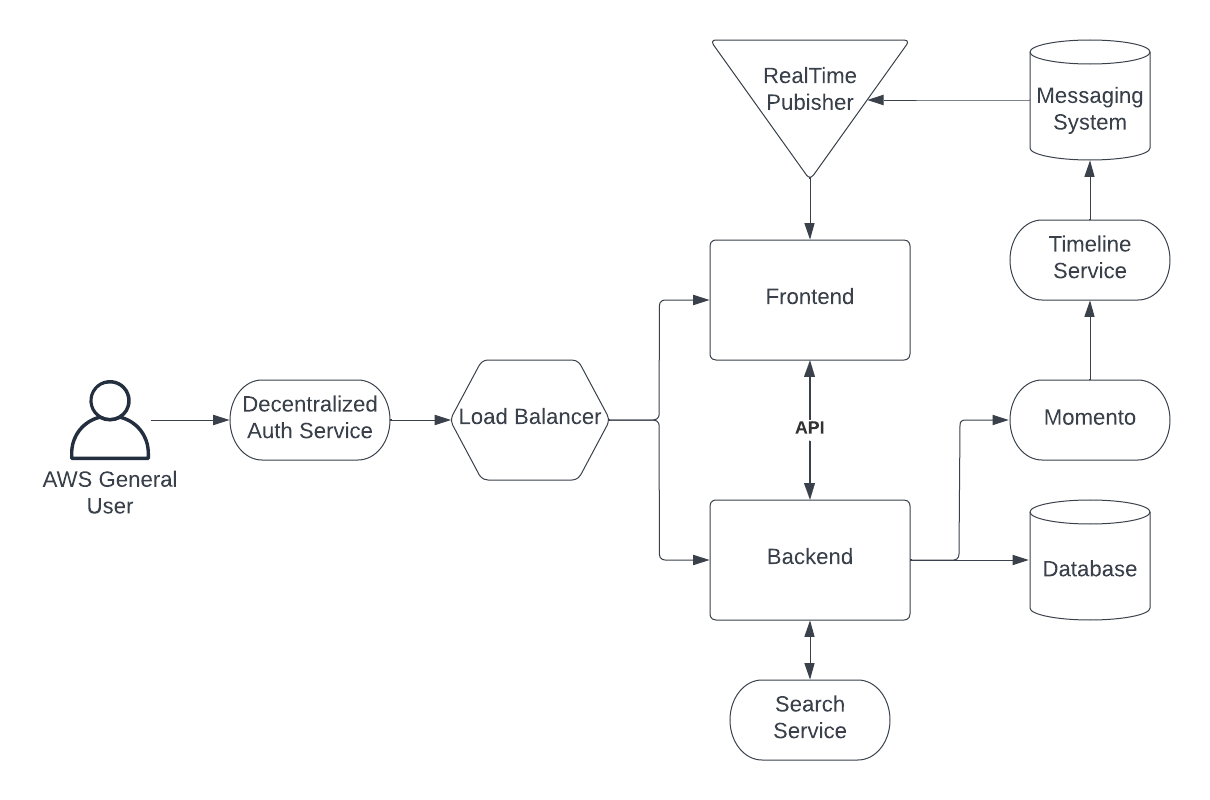 RealTime
Pubisher
Messaging
System
Timeline
Service
Frontend
Decentralized
Auth Service
Load Balancer
API
Momento
AWS General
User
Backend
Database
Search
Service